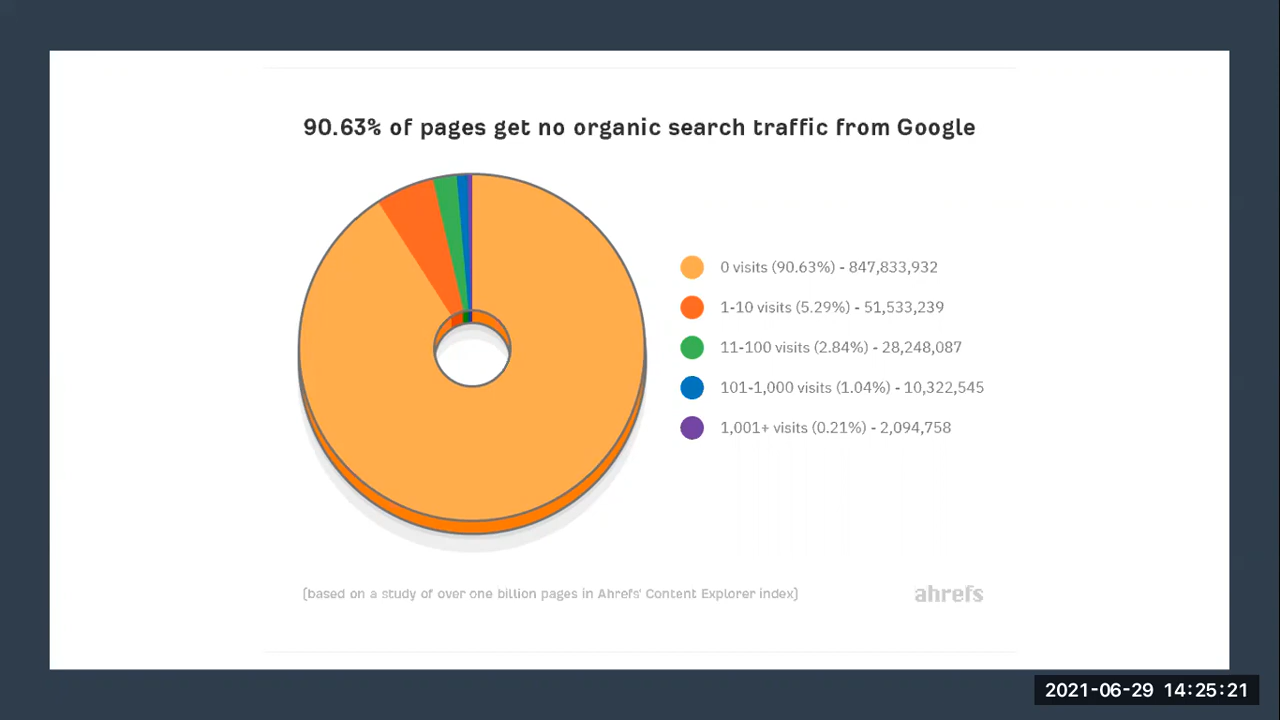 90.63% of pages get no organic search traffic from Google
0 visits (90.63%) - 847,833,932
1-10 visits (5.29%) - 51,533,239
11-100 visits (2.84%) - 28,248,087
101-1,000 visits (1.04%) - 10,322,545
1,001+ visits (0.21%) - 2,094,758
(based on a study of over one billion pages in Ahrefs' Content Explorer index)
ahrefs
2021-06-29 14:25:21